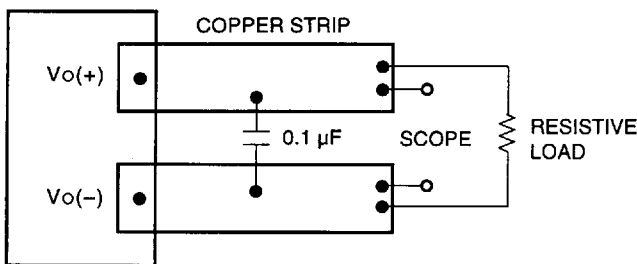 COPPER STRIP
VO(+)
0.1 μF
SCOPE
RESISTIVE
LOAD
VO(–)